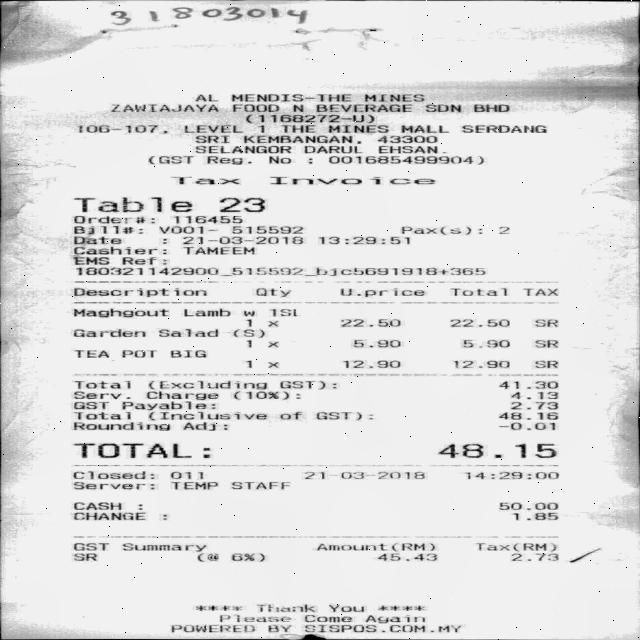 31803014
AL MENDIS-THE MINES
ZAWIAJAYA FOOD N BEVERAGE SDN BHD
(1168272-U)
106-107, LEVEL 1 THE MINES MALL SERDANG
SRI KEMBANGAN, 43300
SELANGOR DARUL EHSAN.
(GST Reg. No : 001685499904)
Tax Invoice
Table 23
Order#: 116455
Bill#: V001- 515592 Pax(s): 2
Date : 21-03-2018 13:29:51
Cashier: TAMEEM
EMS Ref:
180321142900_515592_bjc5691918+365
Description Qty U.price Total TAX
Maghgout Lamb w 1SL
1 x 22.50 22.50 SR
Garden Salad (S)
1 x 5.90 5.90 SR
TEA POT BIG
1 x 12.90 12.90 SR
Total (Excluding GST): 41.30
Serv. Charge (10%): 4.13
GST Payable: 2.73
Total (Inclusive of GST): 48.16
Rounding Adj: -0.01
TOTAL: 48.15
Closed: 011 21-03-2018 14:29:00
Server: TEMP STAFF
CASH : 50.00
CHANGE : 1.85
GST Summary Amount(RM) Tax(RM)
SR (@ 6%) 45.43 2.73
**** Thank You ****
Please Come Again
POWERED BY SISPOS.COM.MY